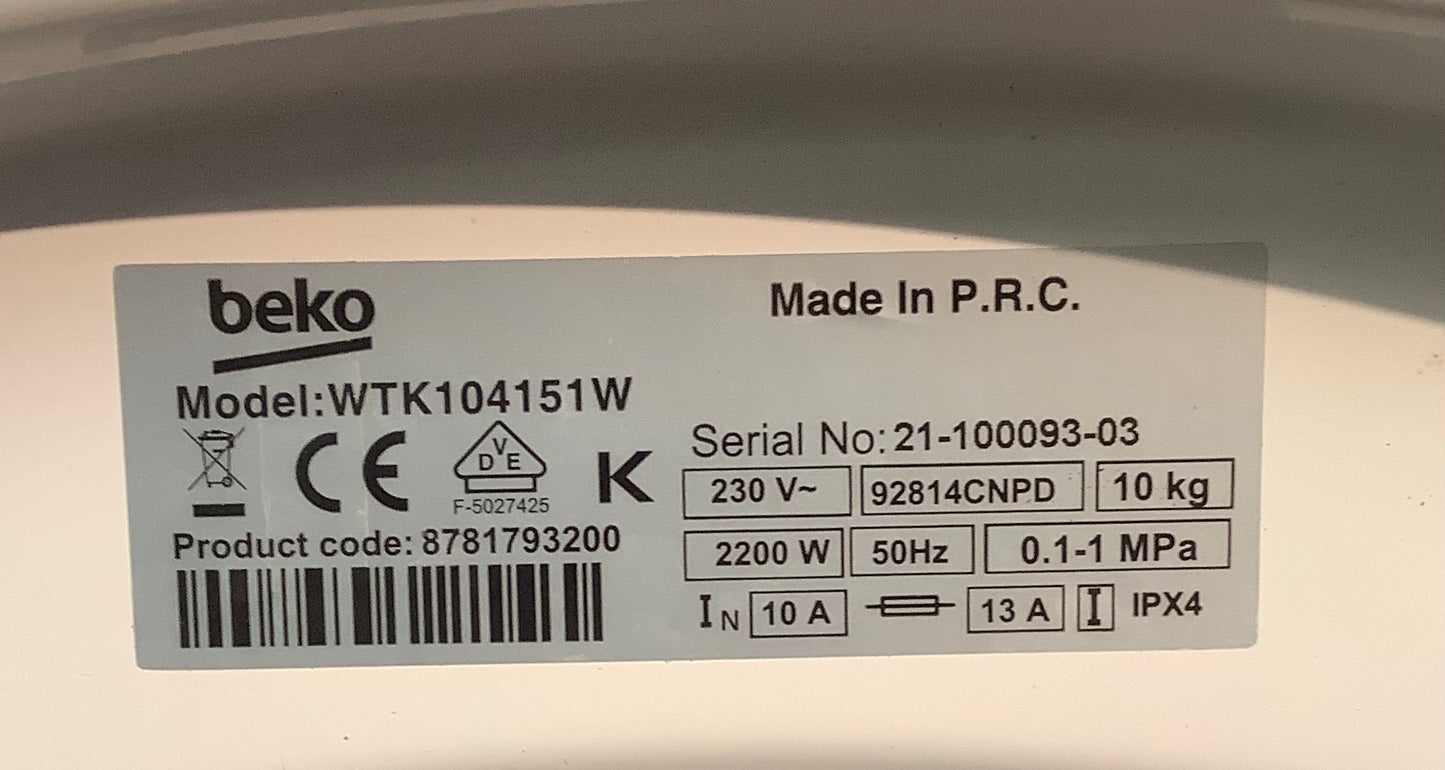 beko
Made In P.R.C.
Model:WTK104151W
Serial No: 21-100093-03
D V E
F-5027425
K
230 V~ 92814CNPD 10 kg
2200 W 50Hz 0.1-1 MPa
Product code: 8781793200
IN 10 A 13 A I IPX4